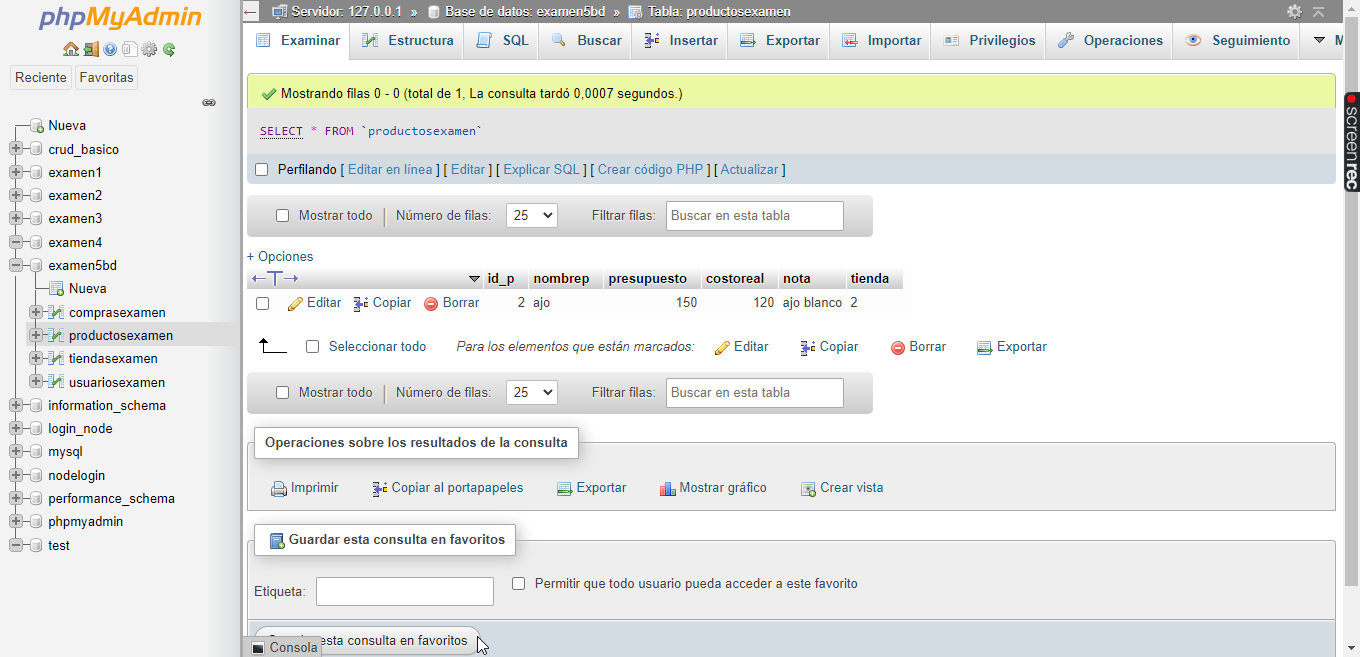 phpMyAdmin
Reciente Favoritas
Nueva
crud_basico
examen1
examen2
examen3
examen4
examen5bd
Nueva
comprasexamen
productosexamen
tiendasexamen
usuariosexamen
information_schema
login_node
mysql
nodelogin
performance_schema
phpmyadmin
test
Servidor: 127.0.0.1 » Base de datos: examen5bd » Tabla: productosexamen
Examinar Estructura SQL Buscar Insertar Exportar Importar Privilegios Operaciones Seguimiento
Mostrando filas 0 - 0 (total de 1, La consulta tardó 0,0007 segundos.)
SELECT * FROM `productosexamen`
Perfilando [ Editar en línea ] [ Editar ] [ Explicar SQL ] [ Crear código PHP ] [ Actualizar ]
Mostrar todo Número de filas: 25 Filtrar filas: Buscar en esta tabla
+ Opciones
←T→ id_p nombrep presupuesto costoreal nota tienda
Editar Copiar Borrar 2 ajo 150 120 ajo blanco 2
Seleccionar todo Para los elementos que están marcados: Editar Copiar Borrar Exportar
Mostrar todo Número de filas: 25 Filtrar filas: Buscar en esta tabla
Operaciones sobre los resultados de la consulta
Imprimir Copiar al portapapeles Exportar Mostrar gráfico Crear vista
Guardar esta consulta en favoritos
Etiqueta: Permitir que todo usuario pueda acceder a este favorito
esta consulta en favoritos
Consola
screenrec